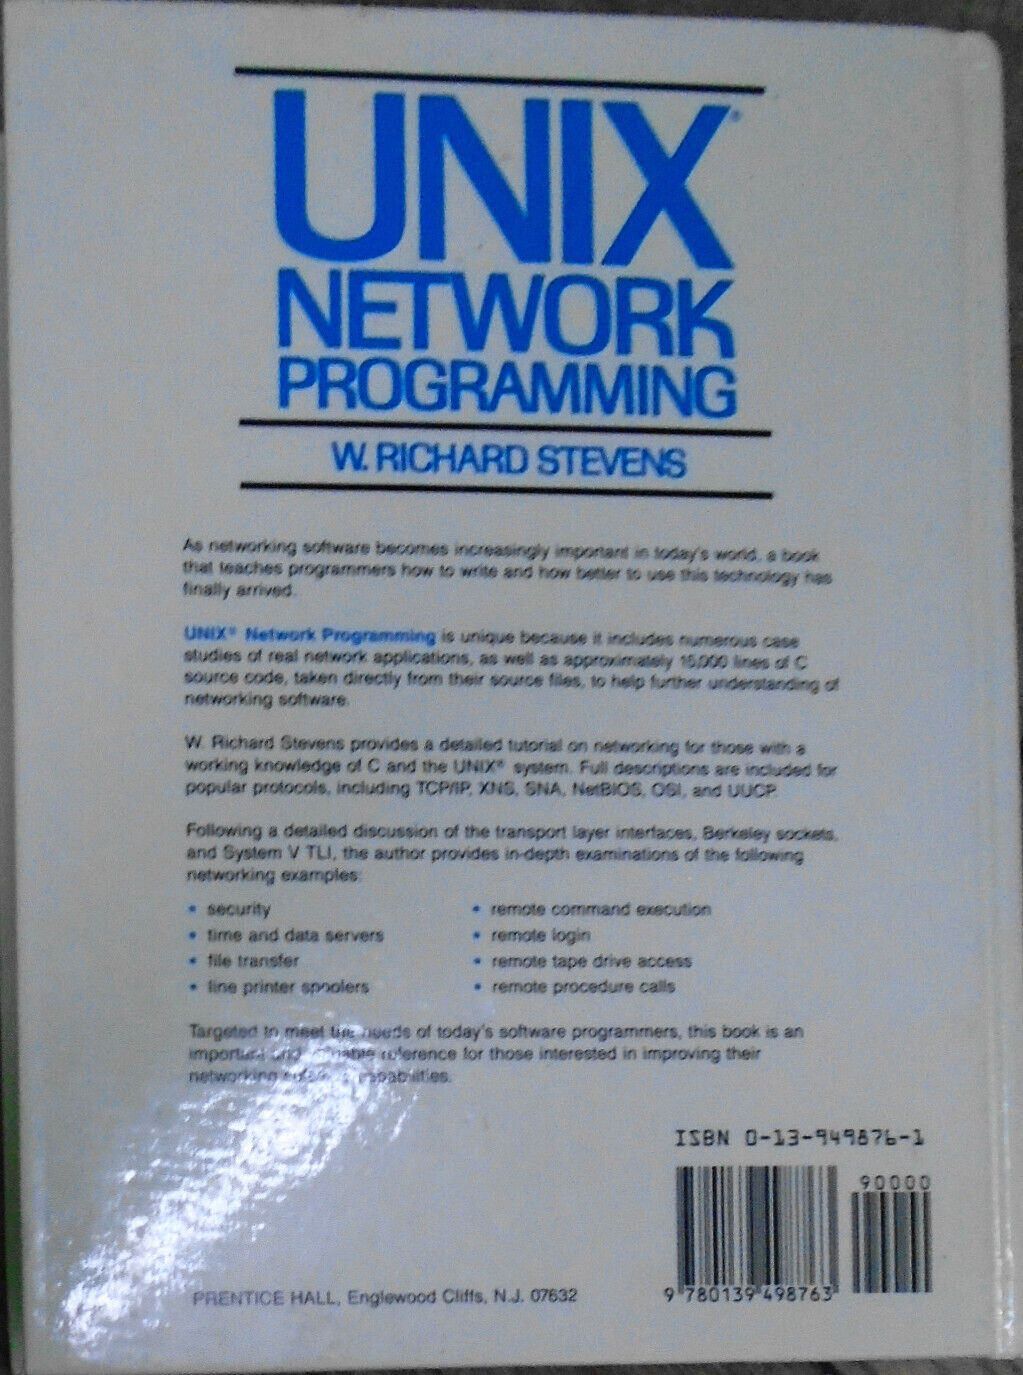 UNIX®
NETWORK
PROGRAMMING
W. RICHARD STEVENS
As networking software becomes increasingly important in today's world, a book
that teaches programmers how to write and how better to use this technology has
finally arrived.
UNIX® Network Programming is unique because it includes numerous case
studies of real network applications, as well as approximately 15,000 lines of C
source code, taken directly from their source files, to help further understanding of
networking software.
W. Richard Stevens provides a detailed tutorial on networking for those with a
working knowledge of C and the UNIX® system. Full descriptions are included for
popular protocols, including TCP/IP, XNS, SNA, NetBIOS, OSI, and UUCP.
Following a detailed discussion of the transport layer interfaces, Berkeley sockets,
and System V TLI, the author provides in-depth examinations of the following
networking examples:
• security
• time and data servers
• file transfer
• line printer spoolers
• remote command execution
• remote login
• remote tape drive access
• remote procedure calls
Targeted to meet the needs of today's software programmers, this book is an
important and reference for those interested in improving their
networking capabilities.
ISBN 0-13-949876-1
90000
9 780139 498763
PRENTICE HALL, Englewood Cliffs, N.J. 07632